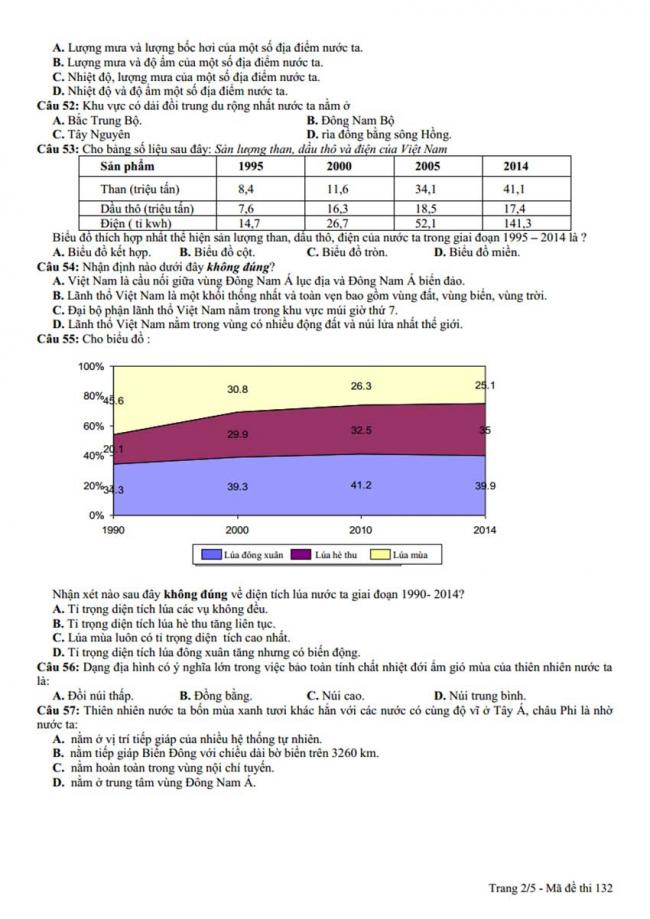 A. Lượng mưa và lượng bốc hơi của một số địa điểm nước ta.
B. Lượng mưa và độ ẩm của một số địa điểm nước ta.
C. Nhiệt độ, lượng mưa của một số địa điểm nước ta.
D. Nhiệt độ và độ ẩm một số địa điểm nước ta.
Câu 52: Khu vực có dải đồi trung du rộng nhất nước ta nằm ở
A. Bắc Trung Bộ. B. Đông Nam Bộ
C. Tây Nguyên D. rìa đồng bằng sông Hồng.
Câu 53: Cho bảng số liệu sau đây: Sản lượng than, dầu thô và điện của Việt Nam
Sản phẩm 1995 2000 2005 2014
Than (triệu tấn) 8,4 11,6 34,1 41,1
Dầu thô (triệu tấn) 7,6 16,3 18,5 17,4
Điện ( tỉ kwh) 14,7 26,7 52,1 141,3
Biểu đồ thích hợp nhất thể hiện sản lượng than, dầu thô, điện của nước ta trong giai đoạn 1995 – 2014 là ?
A. Biểu đồ kết hợp. B. Biểu đồ cột. C. Biểu đồ tròn. D. Biểu đồ miền.
Câu 54: Nhận định nào dưới đây không đúng?
A. Việt Nam là cầu nối giữa vùng Đông Nam Á lục địa và Đông Nam Á biển đảo.
B. Lãnh thổ Việt Nam là một khối thống nhất và toàn vẹn bao gồm vùng đất, vùng biển, vùng trời.
C. Đại bộ phận lãnh thổ Việt Nam nằm trong khu vực múi giờ thứ 7.
D. Lãnh thổ Việt Nam nằm trong vùng có nhiều động đất và núi lửa nhất thế giới.
Câu 55: Cho biểu đồ :
100%
80% 45.6 30.8 26.3 25.1
60%
40% 20.1 29.9 32.5 35
20% 34.3 39.3 41.2 39.9
0%
1990 2000 2010 2014
Lúa đông xuân Lúa hè thu Lúa mùa
Nhận xét nào sau đây không đúng về diện tích lúa nước ta giai đoạn 1990- 2014?
A. Tỉ trọng diện tích lúa các vụ không đều.
B. Tỉ trọng diện tích lúa hè thu tăng liên tục.
C. Lúa mùa luôn có tỉ trọng diện tích cao nhất.
D. Tỉ trọng diện tích lúa đông xuân tăng nhưng có biến động.
Câu 56: Dạng địa hình có ý nghĩa lớn trong việc bảo toàn tính chất nhiệt đới ẩm gió mùa của thiên nhiên nước ta
là:
A. Đồi núi thấp. B. Đồng bằng. C. Núi cao. D. Núi trung bình.
Câu 57: Thiên nhiên nước ta bốn mùa xanh tươi khác hẳn với các nước có cùng độ vĩ ở Tây Á, châu Phi là nhờ
nước ta:
A. nằm ở vị trí tiếp giáp của nhiều hệ thống tự nhiên.
B. nằm tiếp giáp Biển Đông với chiều dài bờ biển trên 3260 km.
C. nằm hoàn toàn trong vùng nội chí tuyến.
D. nằm ở trung tâm vùng Đông Nam Á.
Trang 2/5 - Mã đề thi 132